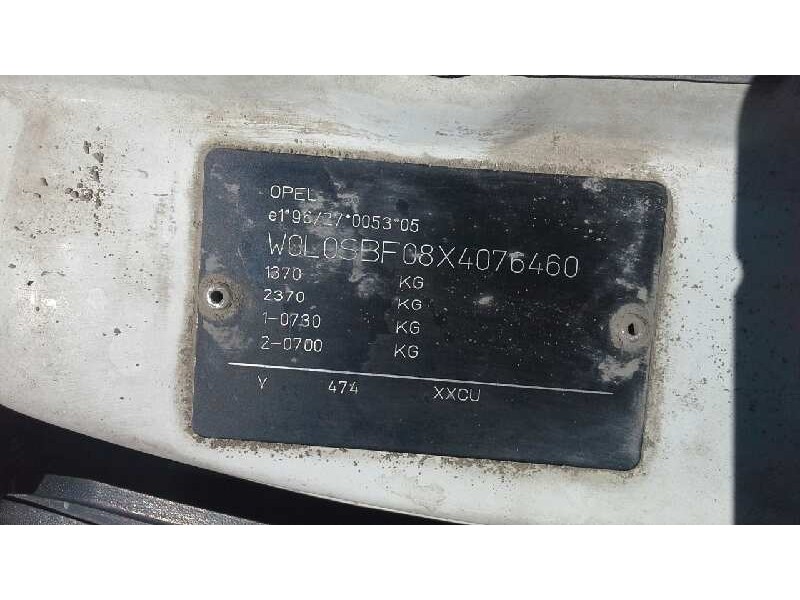 OPEL
e1*96/27*0053*05
W0L0SBF08X4076460
1370 KG
2370 KG
1-0730 KG
2-0700 KG
Y 474 XXCU